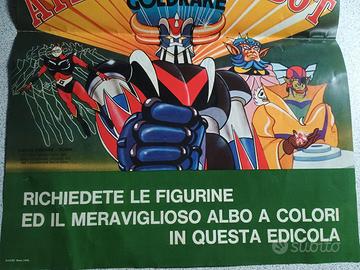 GOLDRAKE
RICHIEDETE LE FIGURINE
ED IL MERAVIGLIOSO ALBO A COLORI
IN QUESTA EDICOLA
subito